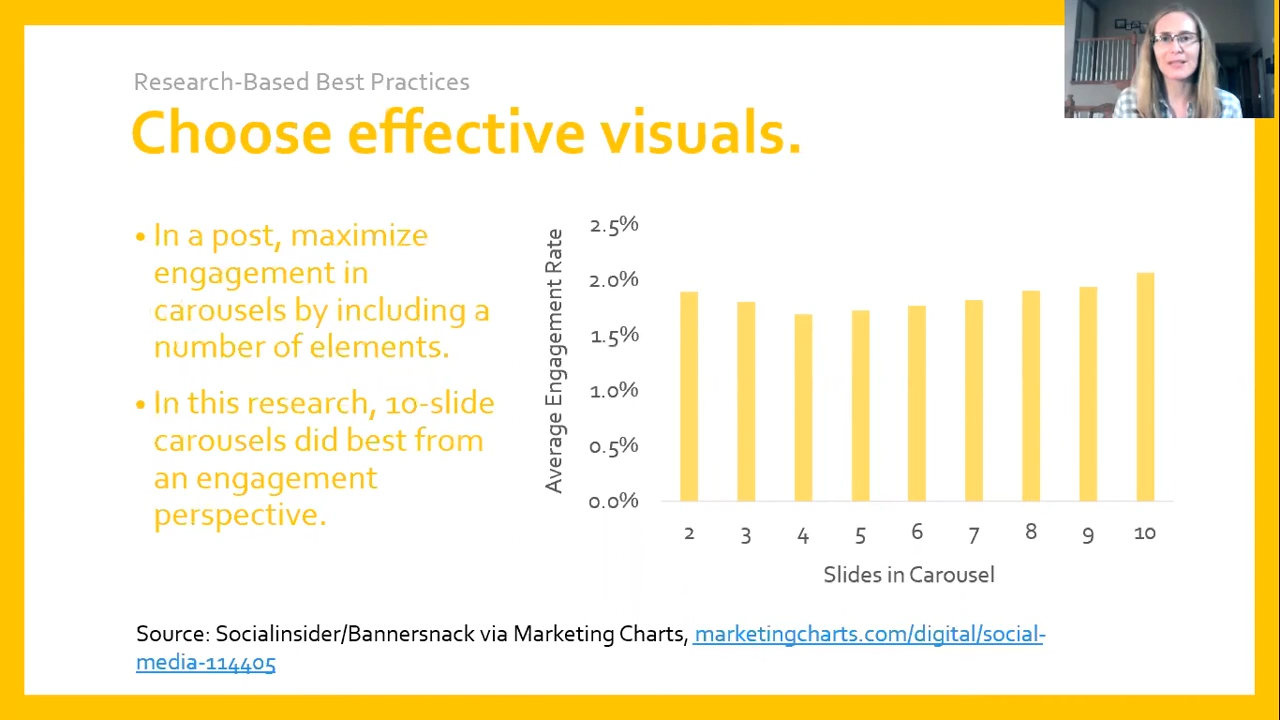 Research-Based Best Practices
Choose effective visuals.
• In a post, maximize
engagement in
carousels by including a
number of elements.
• In this research, 10-slide
carousels did best from
an engagement
perspective.
Average Engagement Rate
2.5%
2.0%
1.5%
1.0%
0.5%
0.0%
2 3 4 5 6 7 8 9 10
Slides in Carousel
Source: Socialinsider/Bannersnack via Marketing Charts, marketingcharts.com/digital/social-
media-114405